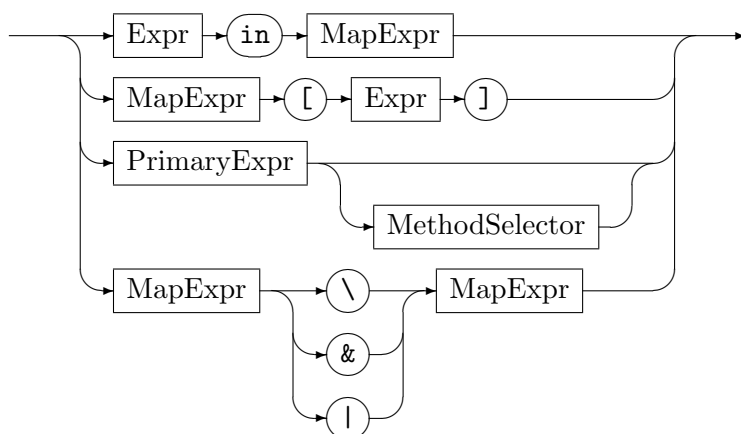 Expr in MapExpr
MapExpr [ Expr ]
PrimaryExpr
MethodSelector
MapExpr \ MapExpr
&
|